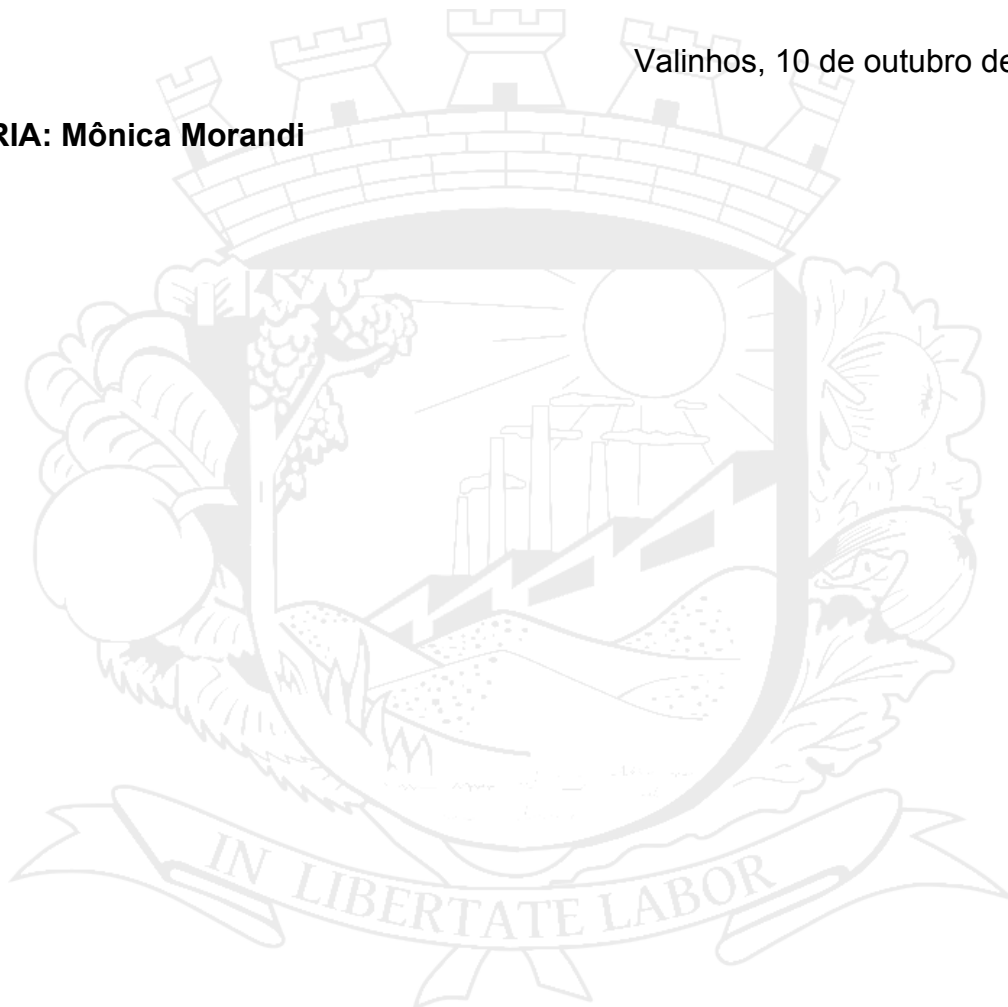 Valinhos, 10 de outubro de
RIA: Mônica Morandi
IN LIBERTATE LABOR